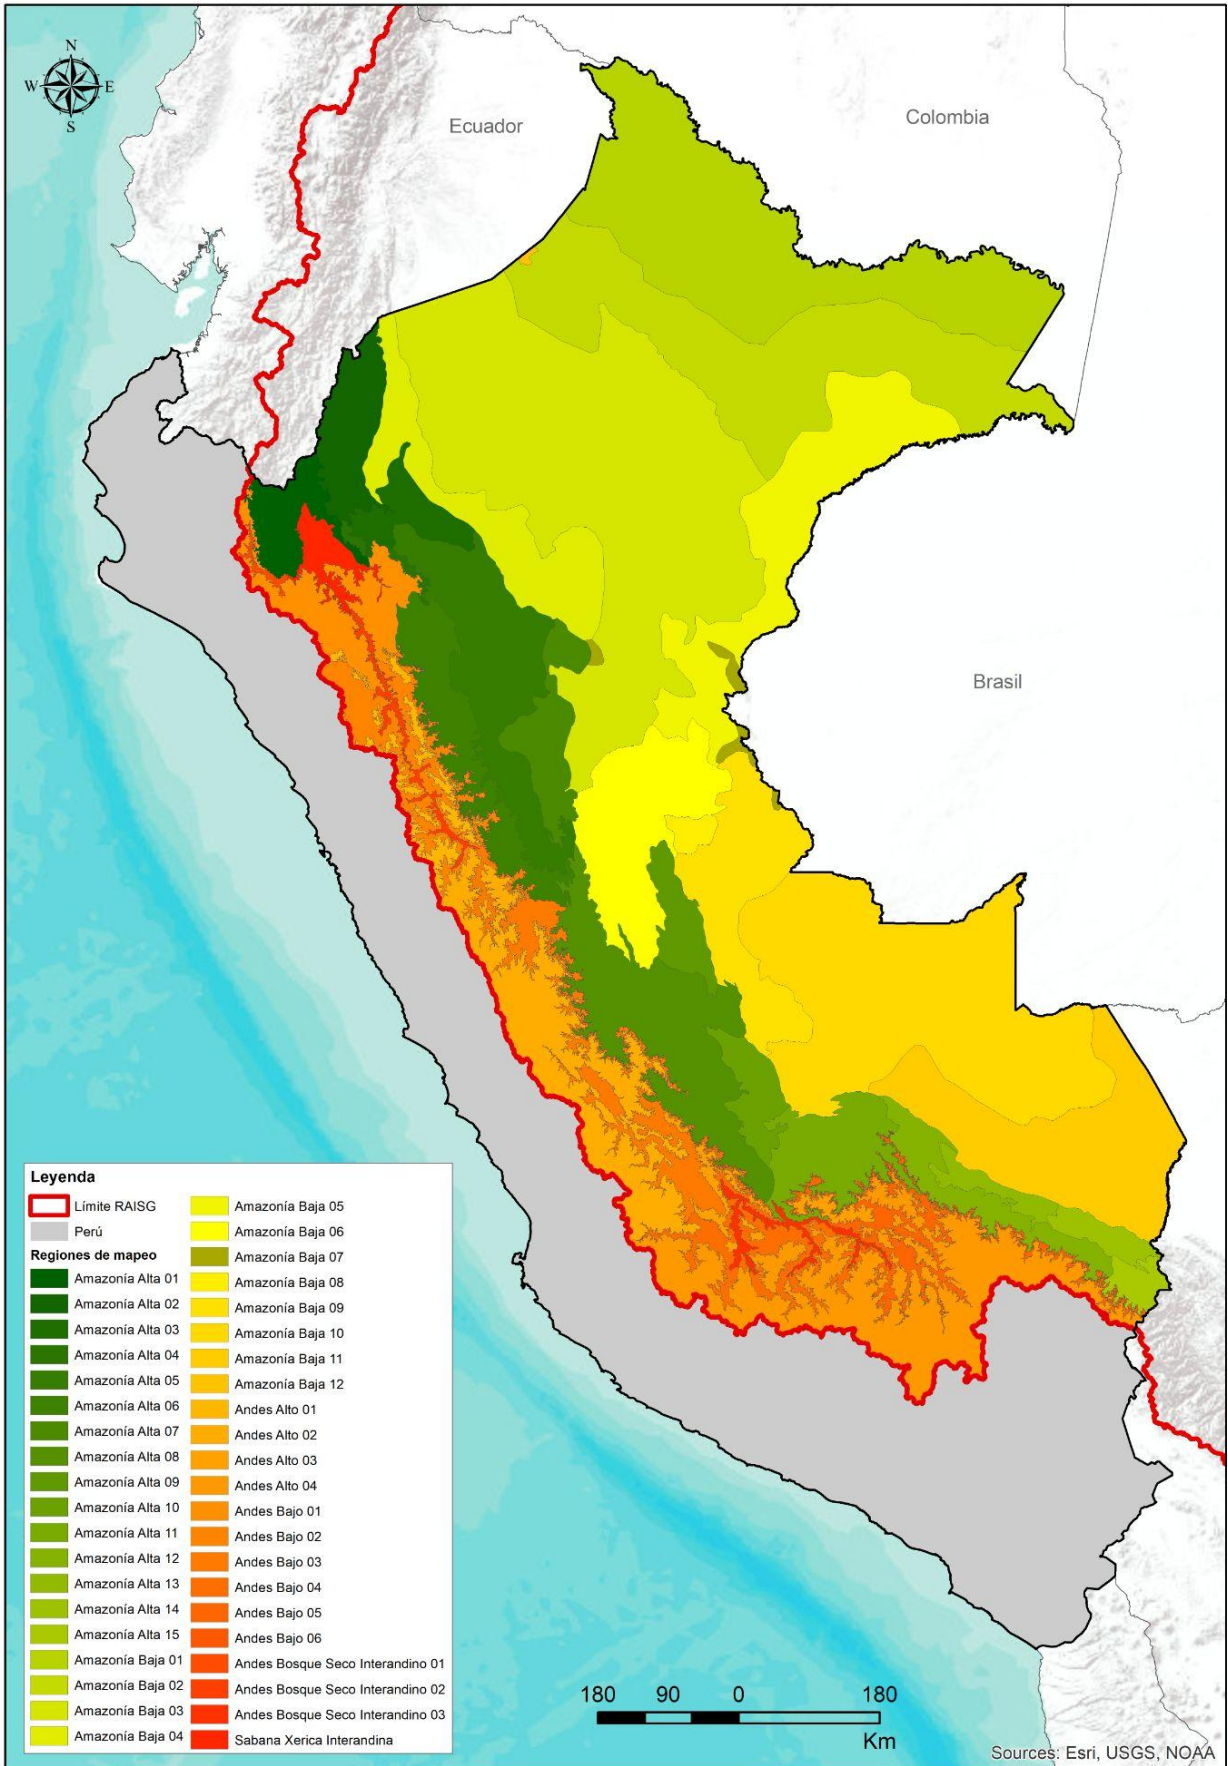 N
W E
S
Ecuador
Colombia
Brasil
Leyenda
Límite RAISG
Perú
Regiones de mapeo
Amazonía Alta 01
Amazonía Alta 02
Amazonía Alta 03
Amazonía Alta 04
Amazonía Alta 05
Amazonía Alta 06
Amazonía Alta 07
Amazonía Alta 08
Amazonía Alta 09
Amazonía Alta 10
Amazonía Alta 11
Amazonía Alta 12
Amazonía Alta 13
Amazonía Alta 14
Amazonía Alta 15
Amazonía Baja 01
Amazonía Baja 02
Amazonía Baja 03
Amazonía Baja 04
Amazonía Baja 05
Amazonía Baja 06
Amazonía Baja 07
Amazonía Baja 08
Amazonía Baja 09
Amazonía Baja 10
Amazonía Baja 11
Amazonía Baja 12
Andes Alto 01
Andes Alto 02
Andes Alto 03
Andes Alto 04
Andes Bajo 01
Andes Bajo 02
Andes Bajo 03
Andes Bajo 04
Andes Bajo 05
Andes Bajo 06
Andes Bosque Seco Interandino 01
Andes Bosque Seco Interandino 02
Andes Bosque Seco Interandino 03
Sabana Xerica Interandina
180 90 0 180
Km
Sources: Esri, USGS, NOAA